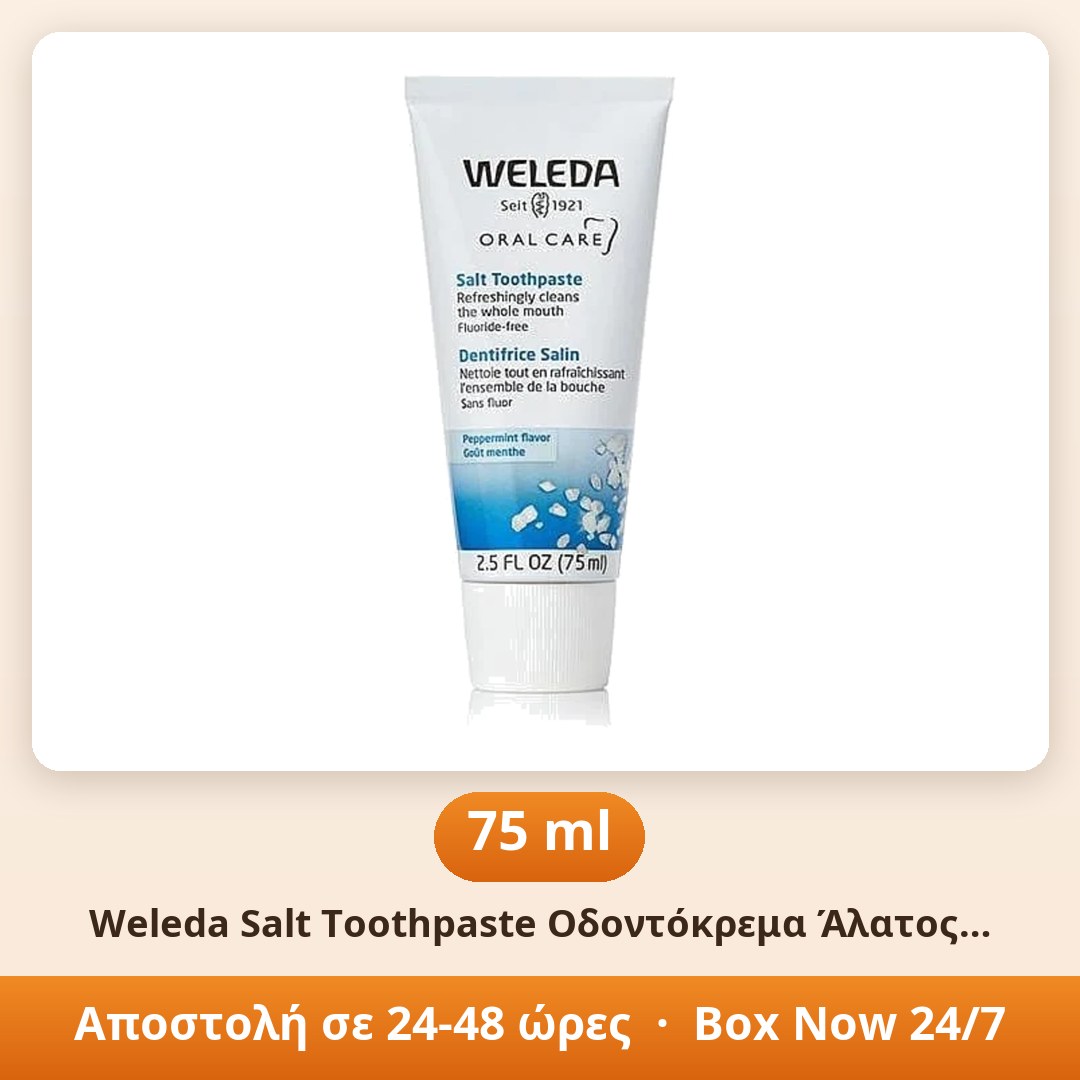 WELEDA
Seit 1921
ORAL CARE
Salt Toothpaste
Refreshingly cleans
the whole mouth
Fluoride-free
Dentifrice Salin
Nettoie tout en rafraîchissant
l'ensemble de la bouche
Sans fluor
Peppermint flavor
Goût menthe
2.5 FL OZ (75 ml)
75 ml
Weleda Salt Toothpaste Οδοντόκρεμα Άλατος...
Αποστολή σε 24-48 ώρες · Box Now 24/7